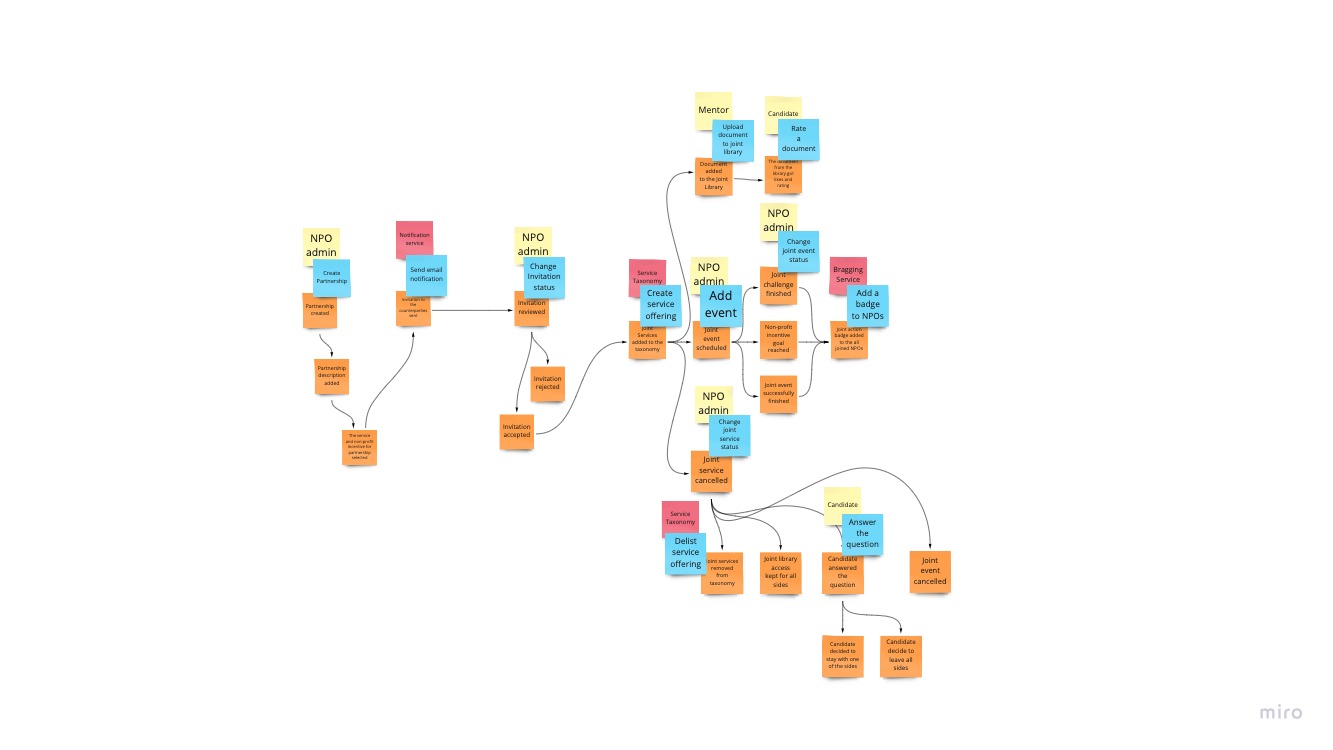 Mentor
Upload
document
to joint
library
Document
added
to the Joint
Library
Candidate
Rate
a
document
from the
library got
likes and
rating
NPO
admin
Create
Partnership
Partnership
created
Partnership
description
added
The service
and non-profit
incentive for
partnership
selected
Notification
service
Send email
notification
Invitation to
the
counterparties
sent
NPO
admin
Change
Invitation
status
Invitation
reviewed
Invitation
rejected
Invitation
accepted
Service
Taxonomy
Create
service
offering
Joint
Services
added to the
taxonomy
NPO
admin
Add
event
Joint
event
scheduled
NPO
admin
Change
joint event
status
Joint
challenge
finished
Non-profit
incentive
goal
reached
Joint event
successfully
finished
Bragging
Service
Add a
badge
to NPOs
Joint action
badge added
to the all
joined NPOs
NPO
admin
Change
joint
service
status
Joint
service
cancelled
Service
Taxonomy
Delist
service
offering
Joint services
removed
from
taxonomy
Joint library
access
kept for all
sides
Candidate
Answer
the
question
Candidate
answered
the
question
Joint
event
cancelled
Candidate
decided to
stay with one
of the sides
Candidate
decide to
leave all
sides
miro